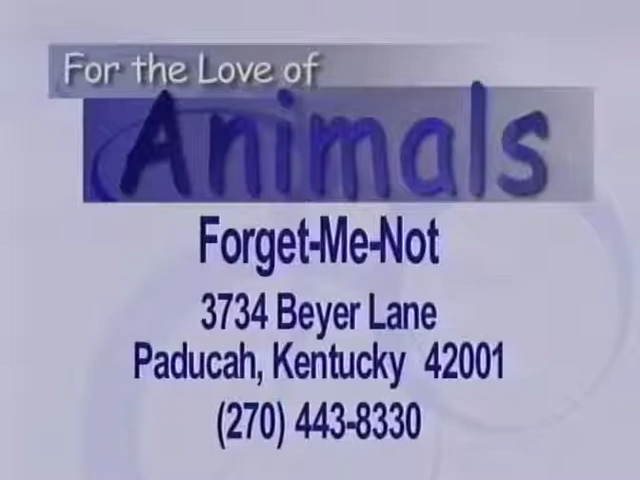 For the Love of
Animals
Forget-Me-Not
3734 Beyer Lane
Paducah, Kentucky 42001
(270) 443-8330